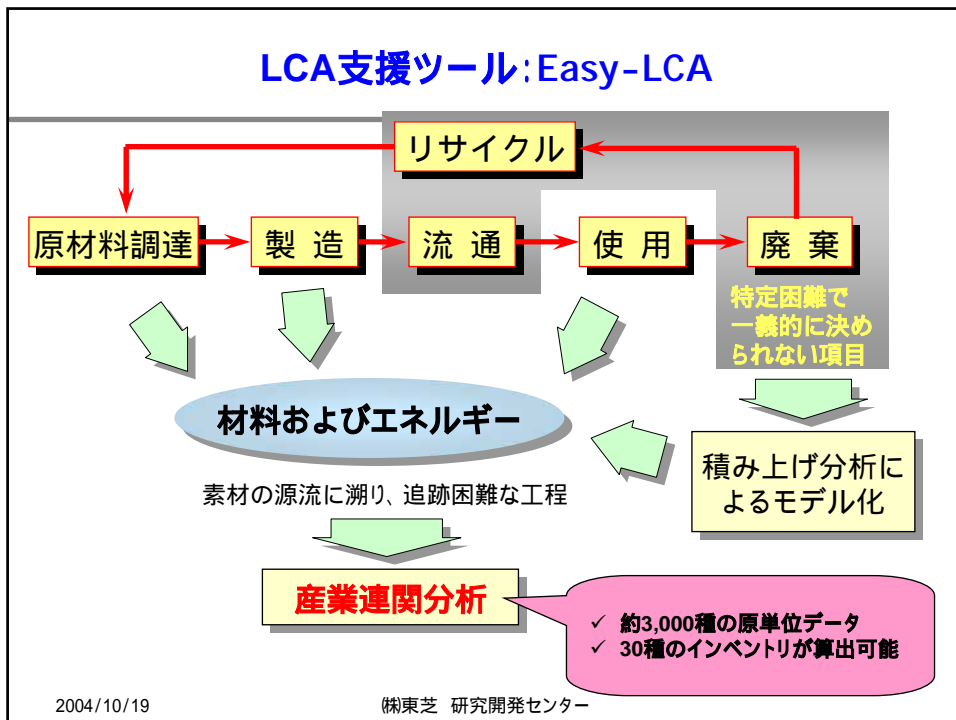 LCA支援ツール:Easy-LCA
リサイクル
原材料調達
製 造
流 通
使 用
廃 棄
特定困難で
一義的に決め
られない項目
材料およびエネルギー
積み上げ分析に
よるモデル化
素材の源流に溯り、追跡困難な工程
産業連関分析
✓ 約3,000種の原単位データ
✓ 30種のインベントリが算出可能
2004/10/19
㈱東芝 研究開発センター